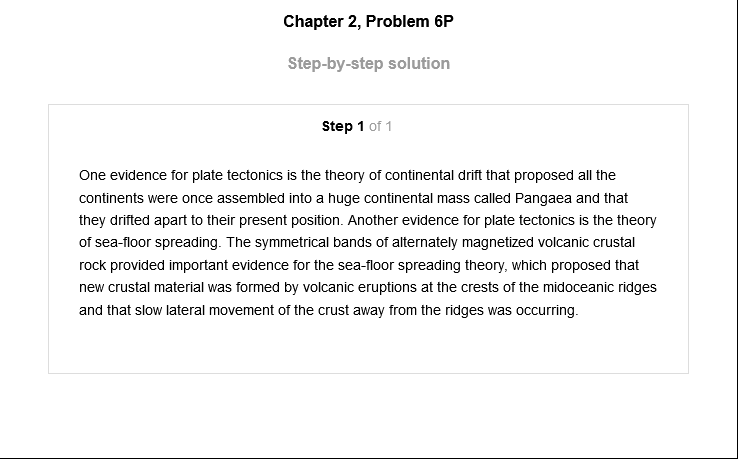 Chapter 2, Problem 6P
Step-by-step solution
Step 1 of 1
One evidence for plate tectonics is the theory of continental drift that proposed all the
continents were once assembled into a huge continental mass called Pangaea and that
they drifted apart to their present position. Another evidence for plate tectonics is the theory
of sea-floor spreading. The symmetrical bands of alternately magnetized volcanic crustal
rock provided important evidence for the sea-floor spreading theory, which proposed that
new crustal material was formed by volcanic eruptions at the crests of the midoceanic ridges
and that slow lateral movement of the crust away from the ridges was occurring.